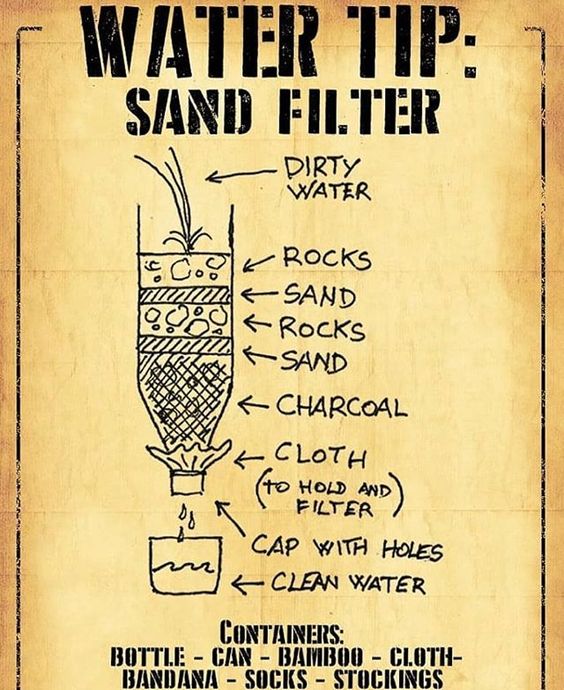 WATER TIP:
SAND FILTER
DIRTY
WATER
ROCKS
SAND
ROCKS
SAND
CHARCOAL
CLOTH
(TO HOLD AND
FILTER)
CAP WITH HOLES
CLEAN WATER
CONTAINERS:
BOTTLE - CAN - BAMBOO - CLOTH-
BANDANA - SOCKS - STOCKINGS